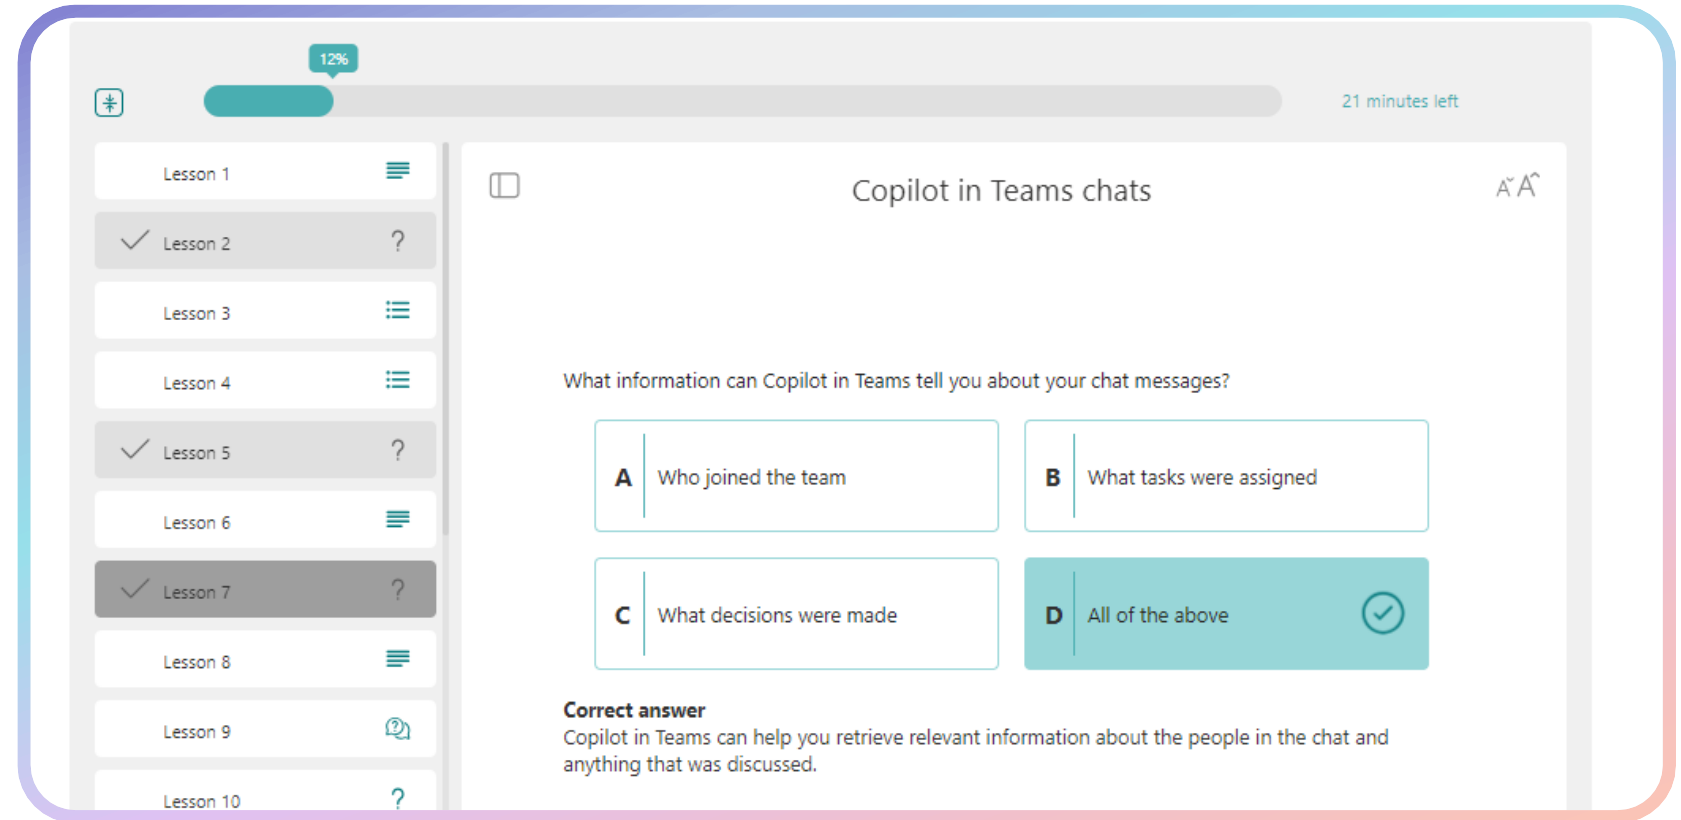 12%
21 minutes left
Lesson 1
Lesson 2
?
Lesson 3
Lesson 4
Lesson 5
?
Lesson 6
Lesson 7
?
Lesson 8
Lesson 9
?
Lesson 10
?
Copilot in Teams chats
A A
What information can Copilot in Teams tell you about your chat messages?
A Who joined the team
B What tasks were assigned
C What decisions were made
D All of the above
Correct answer
Copilot in Teams can help you retrieve relevant information about the people in the chat and
anything that was discussed.